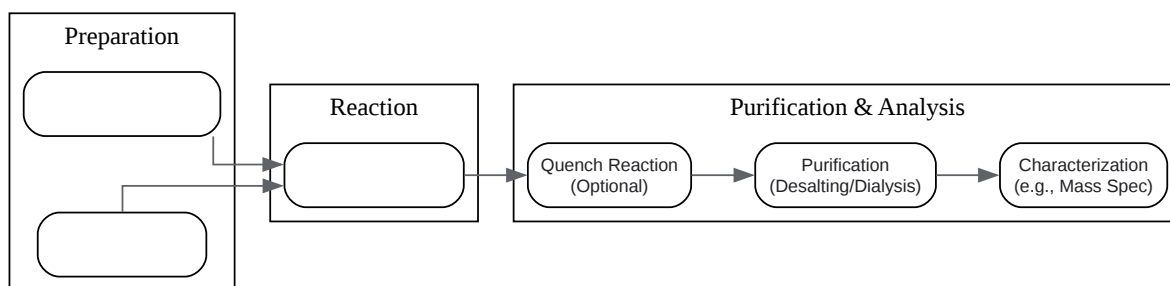 Preparation
Reaction
Purification & Analysis
Quench Reaction
(Optional)
Purification
(Desalting/Dialysis)
Characterization
(e.g., Mass Spec)